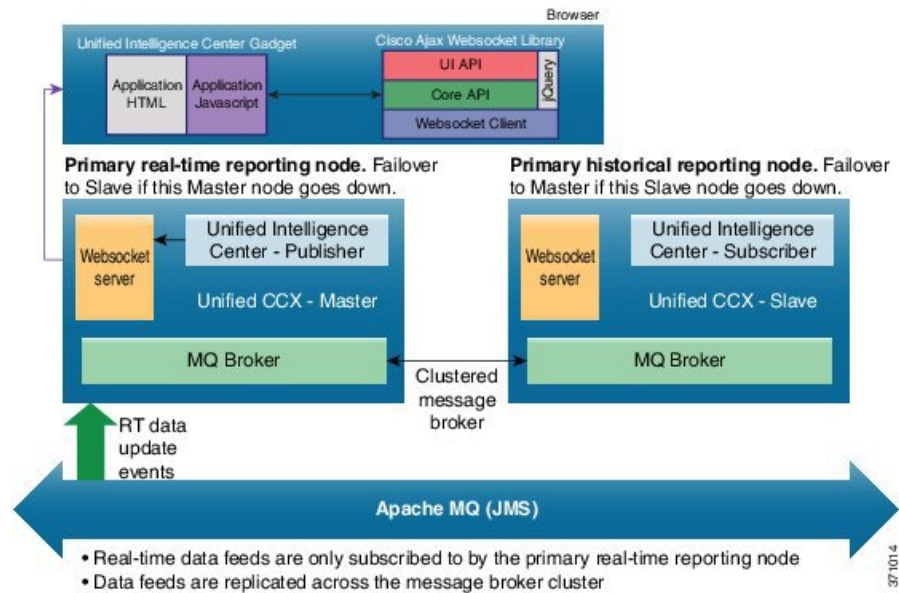 Browser
Unified Intelligence Center Gadget
Cisco Ajax Websocket Library
Application
HTML
Application
Javascript
UI API
Core API
jQuery
Websocket Client
Primary real-time reporting node. Failover
to Slave if this Master node goes down.
Primary historical reporting node. Failover
to Master if this Slave node goes down.
Websocket
server
Unified Intelligence
Center - Publisher
Unified CCX - Master
MQ Broker
Websocket
server
Unified Intelligence
Center - Subscriber
Unified CCX - Slave
MQ Broker
Clustered
message
broker
RT data
update
events
Apache MQ (JMS)
• Real-time data feeds are only subscribed to by the primary real-time reporting node
• Data feeds are replicated across the message broker cluster
371014